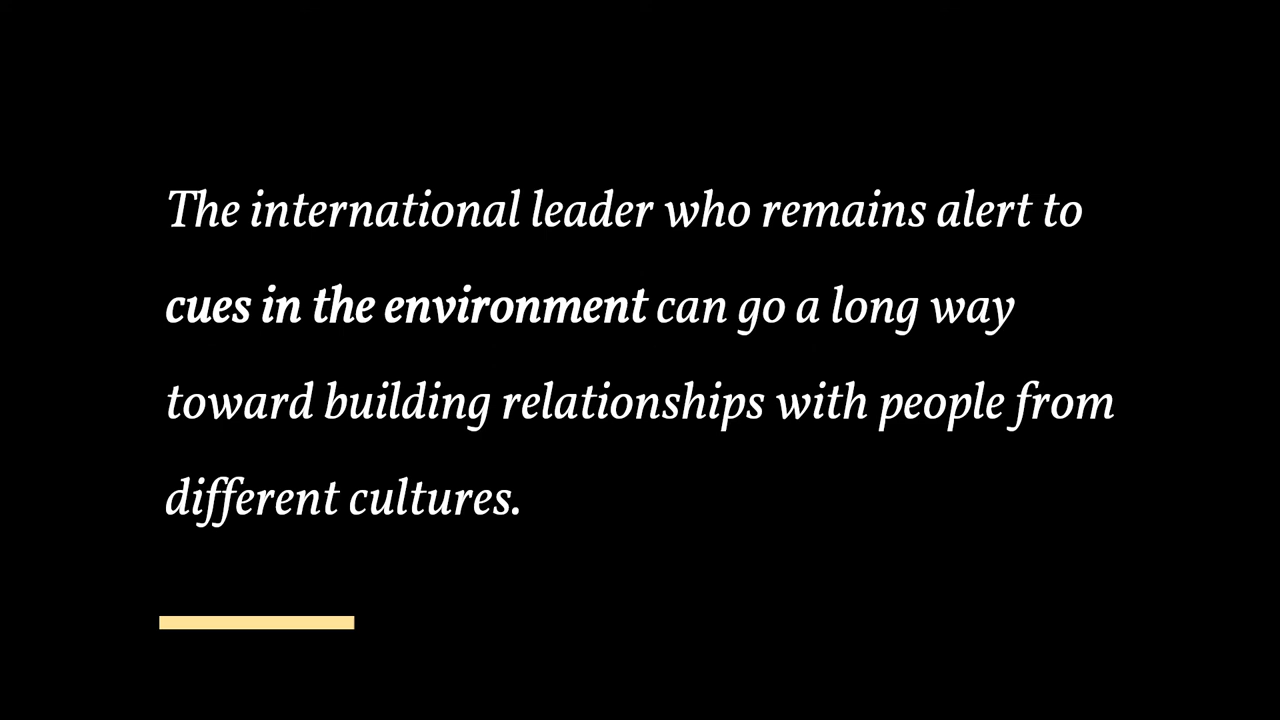 The international leader who remains alert to
cues in the environment can go a long way
toward building relationships with people from
different cultures.